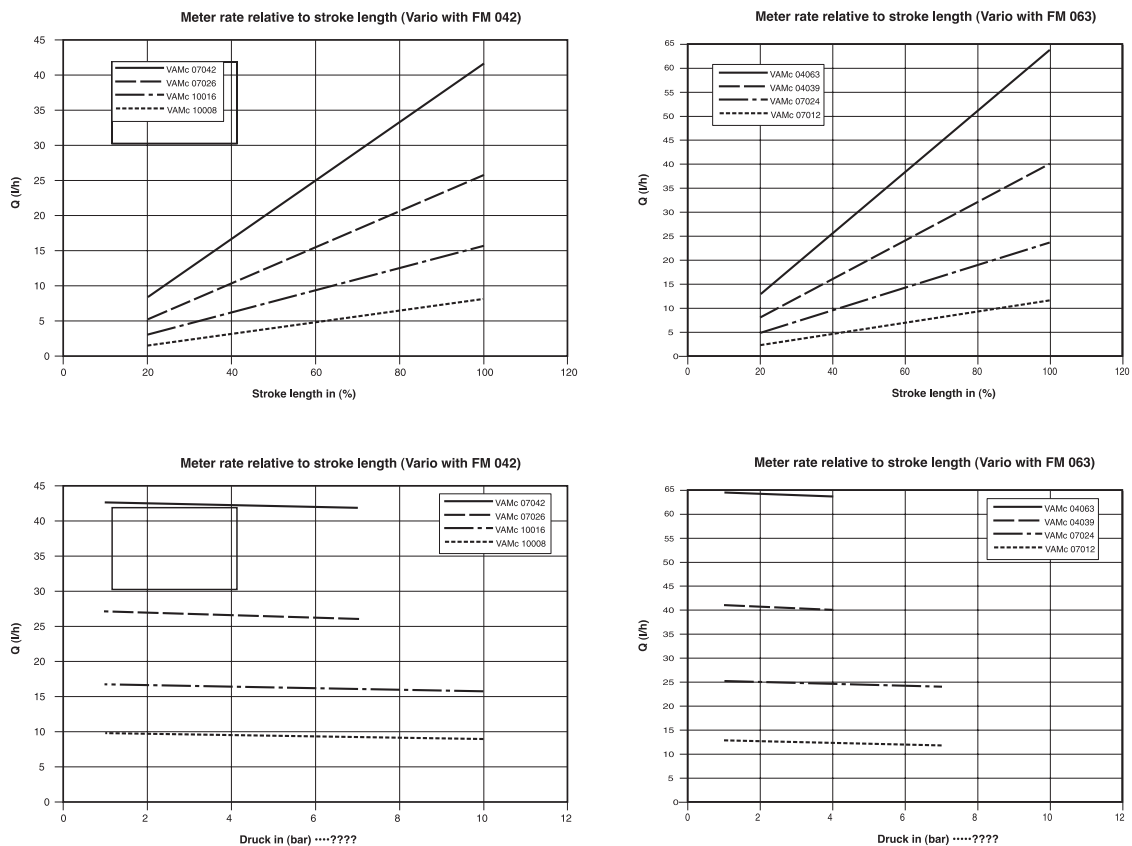 Meter rate relative to stroke length (Vario with FM 042)
45
40
35
30
25
20
15
10
5
0
Q (l/h)
VAMc 07042
VAMc 07026
VAMc 10016
VAMc 10008
0 20 40 60 80 100 120
Stroke length in (%)
Meter rate relative to stroke length (Vario with FM 063)
65
60
55
50
45
40
35
30
25
20
15
10
5
0
Q (l/h)
VAMc 04063
VAMc 04039
VAMc 07024
VAMc 07012
0 20 40 60 80 100 120
Stroke length in (%)
Meter rate relative to stroke length (Vario with FM 042)
45
40
35
30
25
20
15
10
5
0
Q (l/h)
VAMc 07042
VAMc 07026
VAMc 10016
VAMc 10008
0 2 4 6 8 10 12
Druck in (bar) ····????
Meter rate relative to stroke length (Vario with FM 063)
65
60
55
50
45
40
35
30
25
20
15
10
5
0
Q (l/h)
VAMc 04063
VAMc 04039
VAMc 07024
VAMc 07012
0 2 4 6 8 10 12
Druck in (bar) ·····????